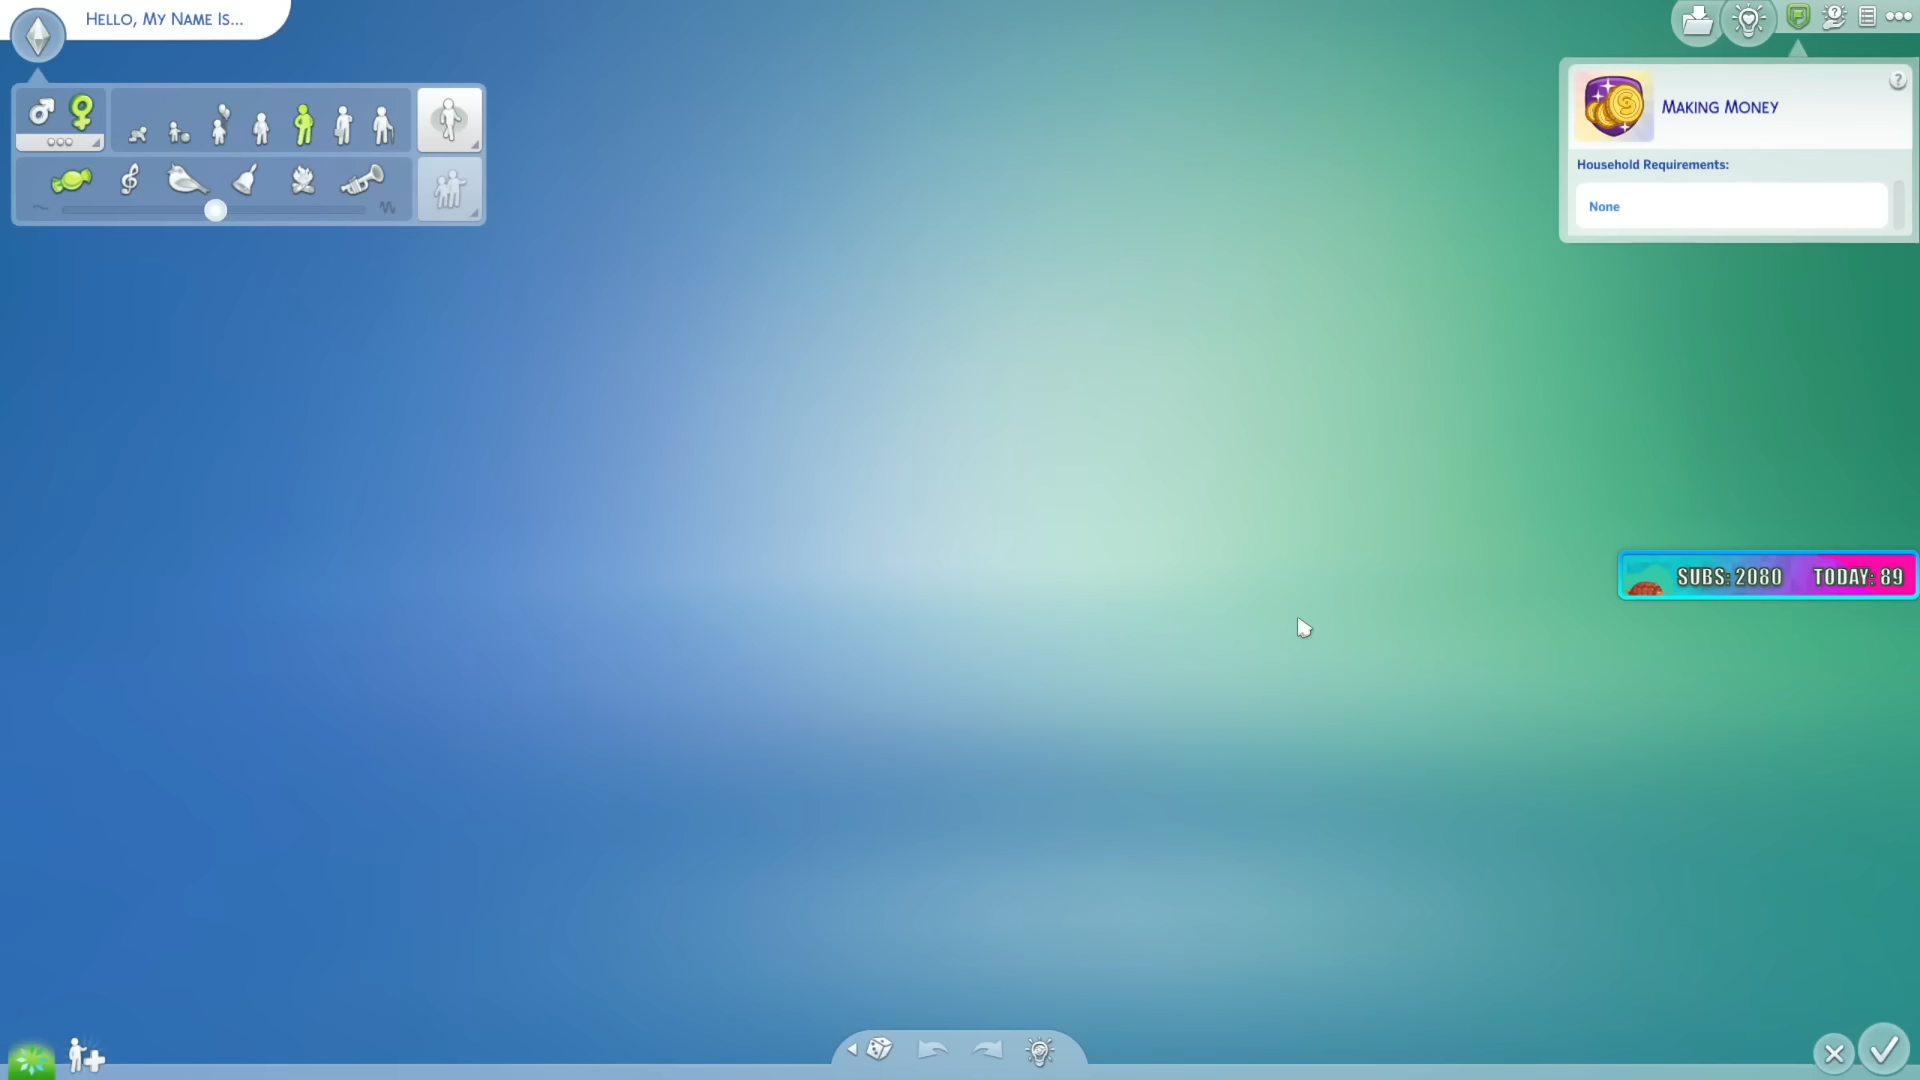 Hello, My Name Is...
Making Money
Household Requirements:
None
SUBS: 2080 TODAY: 89